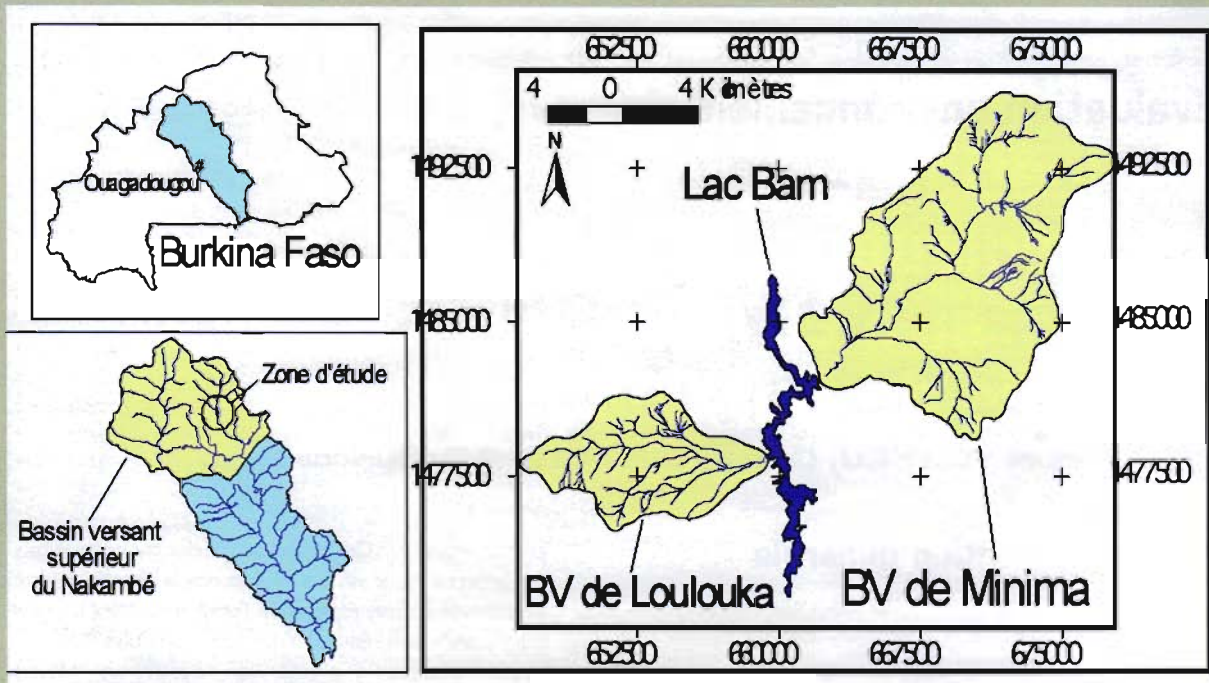 Ouagadougou
Burkina Faso
Zone d'étude
Bassin versant
supérieur
du Nakambé
652500 660000 667500 675000
4 0 4 Kilomètres
N
1492500 1492500
Lac Bam
1485000 1485000
1477500 1477500
BV de Loulouka BV de Minima
652500 660000 667500 675000